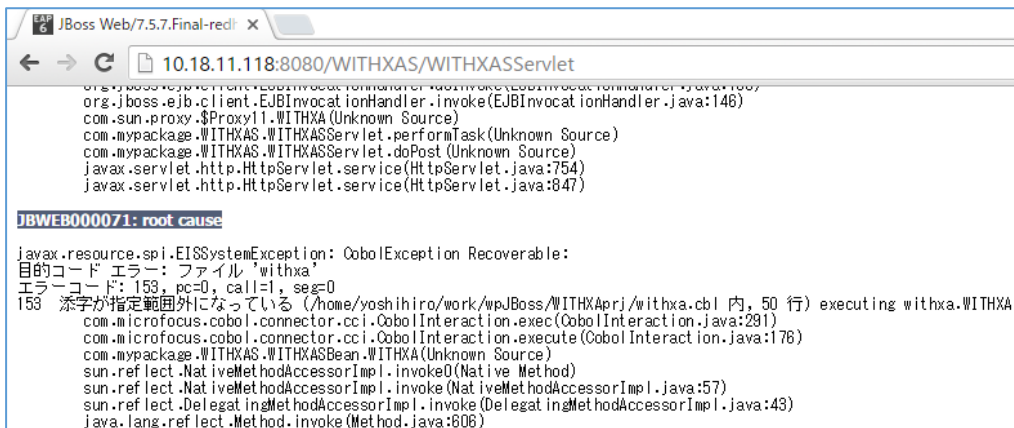 JBoss Web/7.5.7.Final-redh
10.18.11.118:8080/WITHXAS/WITHXASServlet
org.jboss.ejb.client.EJBInvocationHandler.invoke(EJBInvocationHandler.java:146)
com.sun.proxy.$Proxy11.WITHXA(Unknown Source)
com.mypackage.WITHXAS.WITHXASServlet.performTask(Unknown Source)
com.mypackage.WITHXAS.WITHXASServlet.doPost(Unknown Source)
javax.servlet.http.HttpServlet.service(HttpServlet.java:754)
javax.servlet.http.HttpServlet.service(HttpServlet.java:847)
JBWEB000071: root cause
javax.resource.spi.EISSystemException: CobolException Recoverable:
目的コード エラー: ファイル 'withxa'
エラーコード: 153, pc=0, call=1, seg=0
153 添字が指定範囲外になっている (/home/yoshihiro/work/wpJBoss/WITHXAprj/withxa.cbl 内, 50 行) executing withxa.WITHXA
com.microfocus.cobol.connector.cci.CobolInteraction.exec(CobolInteraction.java:291)
com.microfocus.cobol.connector.cci.CobolInteraction.execute(CobolInteraction.java:176)
com.mypackage.WITHXAS.WITHXASBean.WITHXA(Unknown Source)
sun.reflect.NativeMethodAccessorImpl.invoke0(Native Method)
sun.reflect.NativeMethodAccessorImpl.invoke(NativeMethodAccessorImpl.java:57)
sun.reflect.DelegatingMethodAccessorImpl.invoke(DelegatingMethodAccessorImpl.java:43)
java.lang.reflect.Method.invoke(Method.java:606)